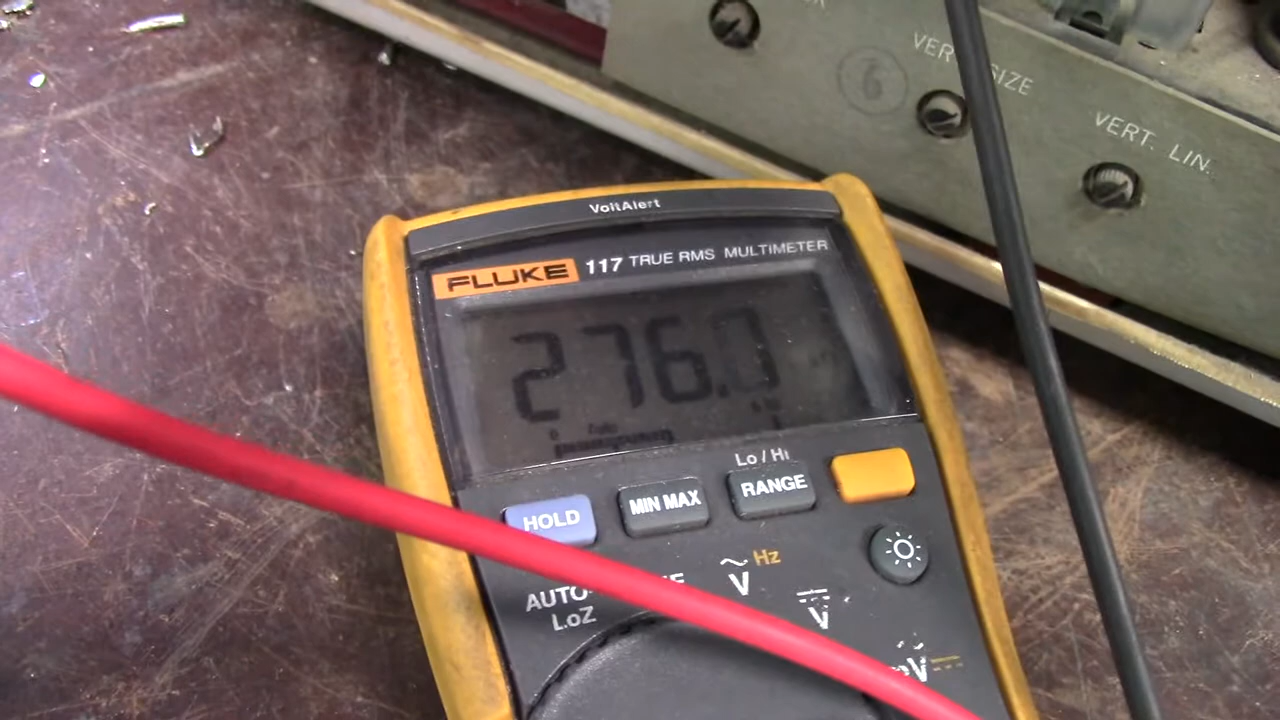 VERT. LIN.
SIZE
6
VoltAlert
FLUKE 117 TRUE RMS MULTIMETER
276.0
Lo / Hi
HOLD MIN MAX RANGE
AUTO-
LoZ
V Hz
V
mV